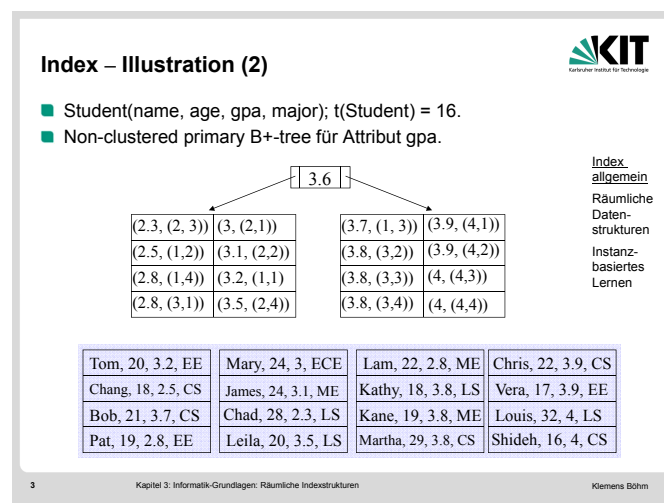 Index – Illustration (2)
KIT
Karlsruher Institut für Technologie
Student(name, age, gpa, major); t(Student) = 16.
Non-clustered primary B+-tree für Attribut gpa.
Index
allgemein
Räumliche
Daten-
strukturen
Instanz-
basiertes
Lernen
3.6
(2.3, (2, 3)) (3, (2,1))
(2.5, (1,2)) (3.1, (2,2))
(2.8, (1,4)) (3.2, (1,1)
(2.8, (3,1)) (3.5, (2,4))
(3.7, (1, 3)) (3.9, (4,1))
(3.8, (3,2)) (3.9, (4,2))
(3.8, (3,3)) (4, (4,3))
(3.8, (3,4)) (4, (4,4))
Tom, 20, 3.2, EE
Chang, 18, 2.5, CS
Bob, 21, 3.7, CS
Pat, 19, 2.8, EE
Mary, 24, 3, ECE
James, 24, 3.1, ME
Chad, 28, 2.3, LS
Leila, 20, 3.5, LS
Lam, 22, 2.8, ME
Kathy, 18, 3.8, LS
Kane, 19, 3.8, ME
Martha, 29, 3.8, CS
Chris, 22, 3.9, CS
Vera, 17, 3.9, EE
Louis, 32, 4, LS
Shideh, 16, 4, CS
3 Kapitel 3: Informatik-Grundlagen: Räumliche Indexstrukturen Klemens Böhm